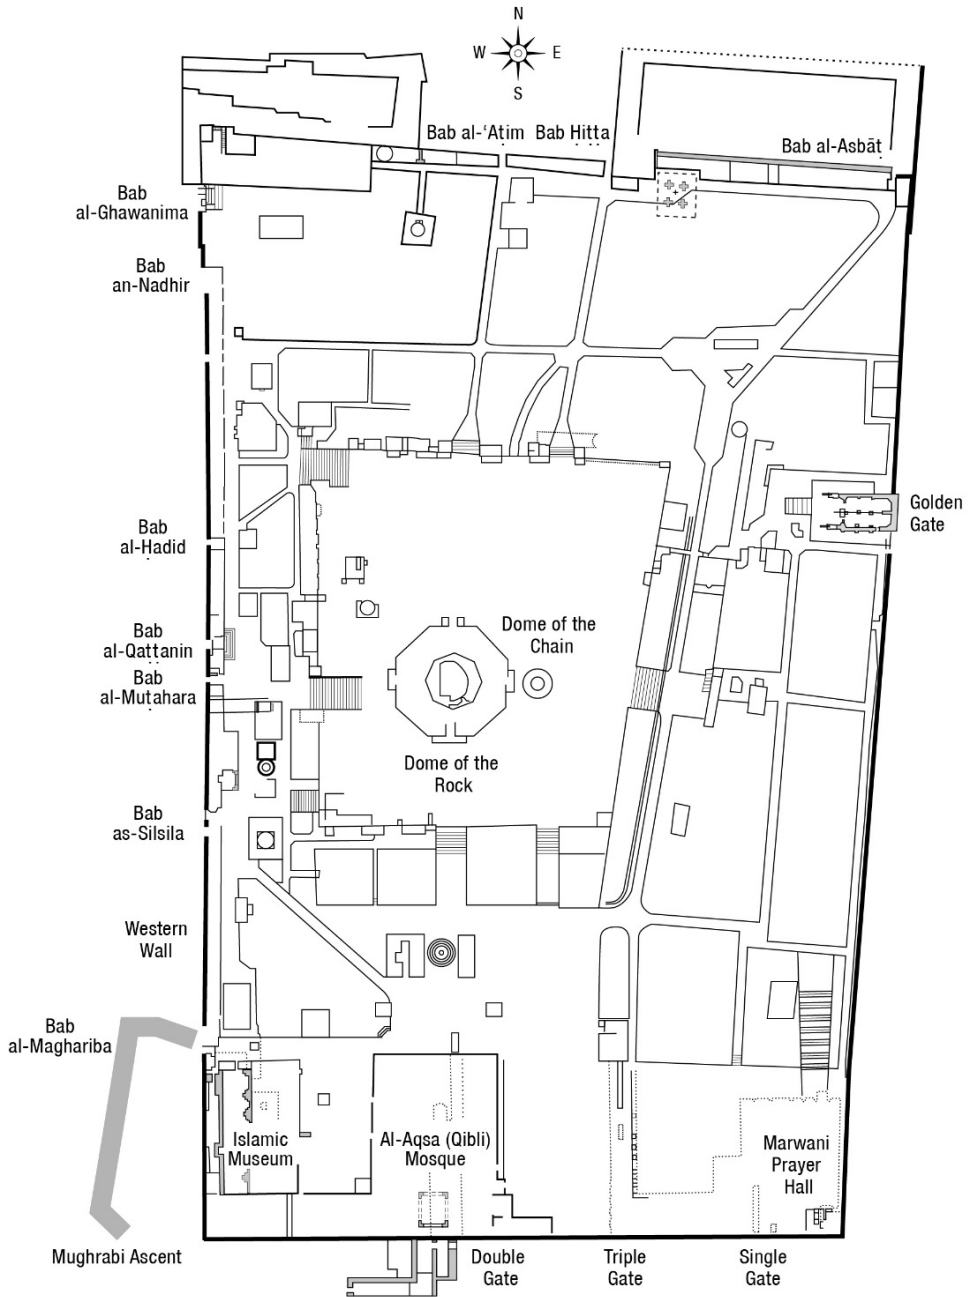 N
W
E
S
Bab al-‘Atim
Bab Hitta
Bab al-Asbāt
Bab
al-Ghawanima
Bab
an-Nadhir
Golden
Gate
Bab
al-Hadid
Bab
al-Qattanin
Dome of the
Chain
Bab
al-Mutahara
Dome of the
Rock
Bab
as-Silsila
Western
Wall
Bab
al-Maghariba
Islamic
Museum
Al-Aqsa (Qibli)
Mosque
Marwani
Prayer
Hall
Mughrabi Ascent
Double
Gate
Triple
Gate
Single
Gate